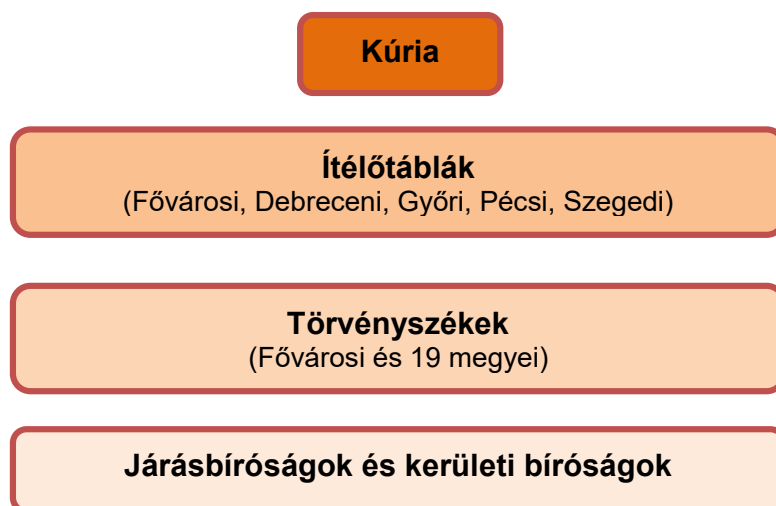 Kúria
Ítélőtáblák
(Fővárosi, Debreceni, Győri, Pécsi, Szegedi)
Törvényszékek
(Fővárosi és 19 megyei)
Járásbíróságok és kerületi bíróságok